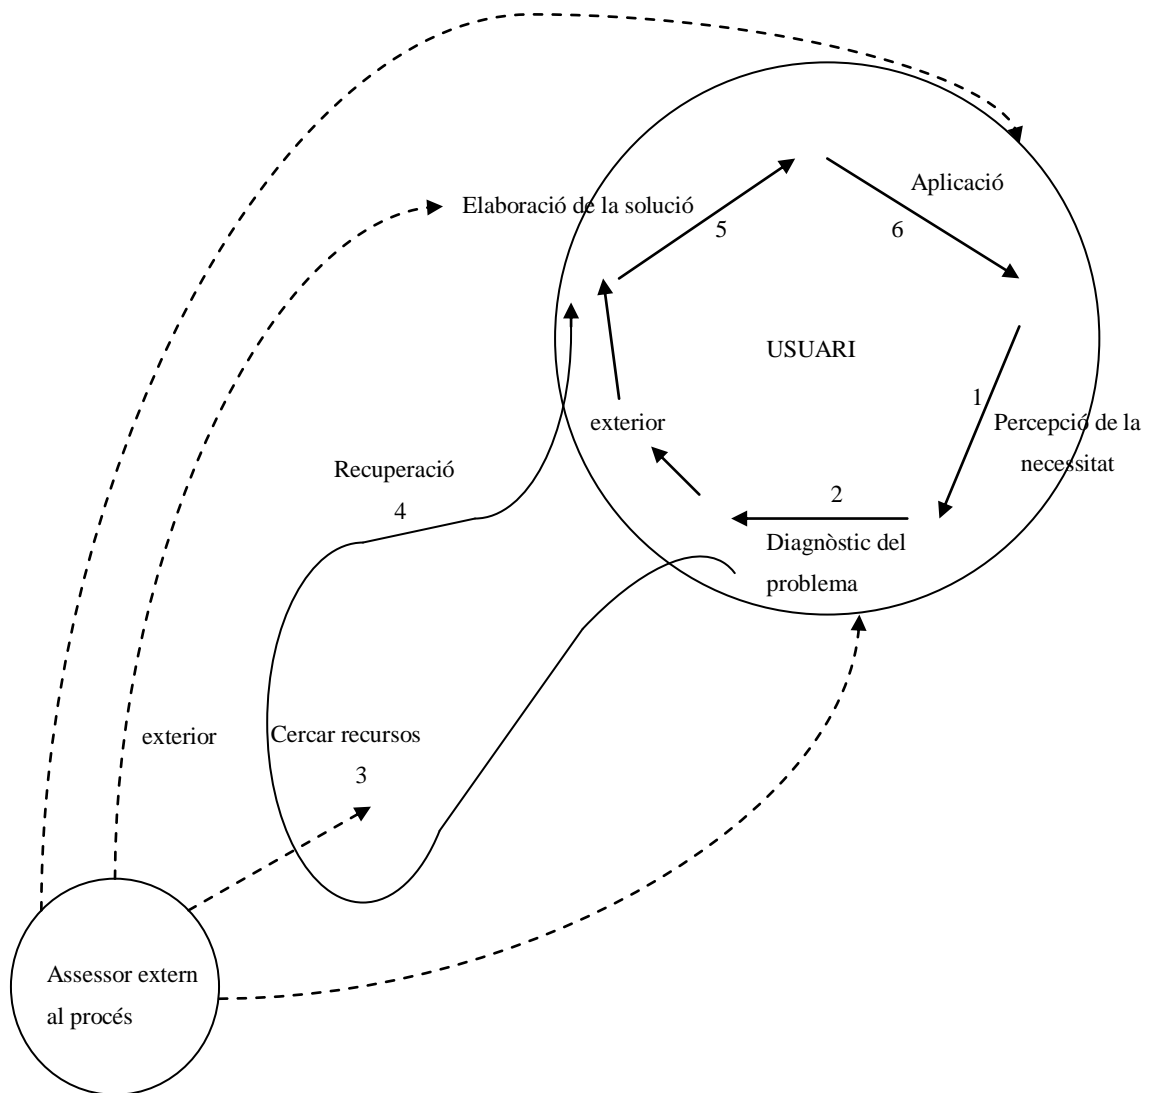 Aplicació
Elaboració de la solució
5
6
USUARI
1
exterior
Percepció de la
necessitat
Recuperació
4
2
Diagnòstic del
problema
exterior
Cercar recursos
3
Assessor extern
al procés